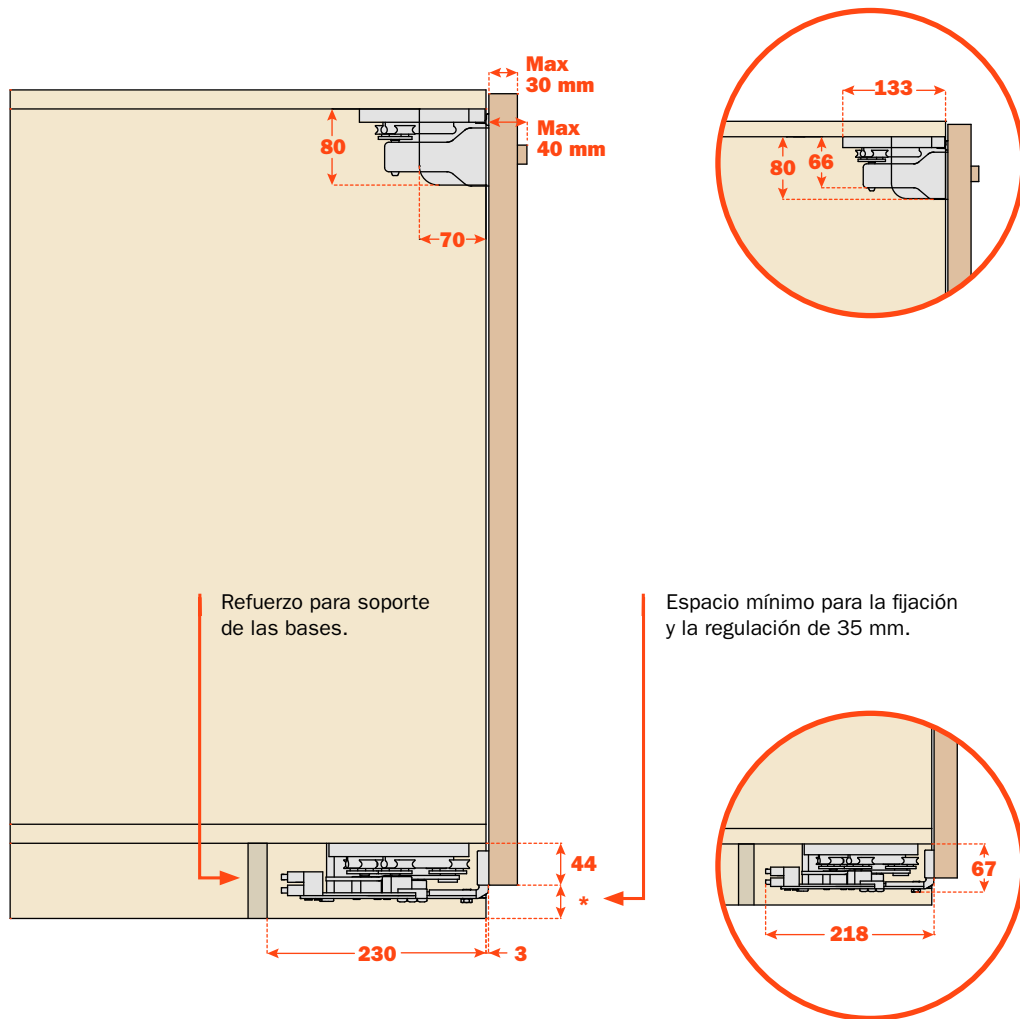 Max
30 mm
Max
40 mm
80
70
133
80
66
Refuerzo para soporte
de las bases.
Espacio mínimo para la fijación
y la regulación de 35 mm.
44
*
230
3
67
218